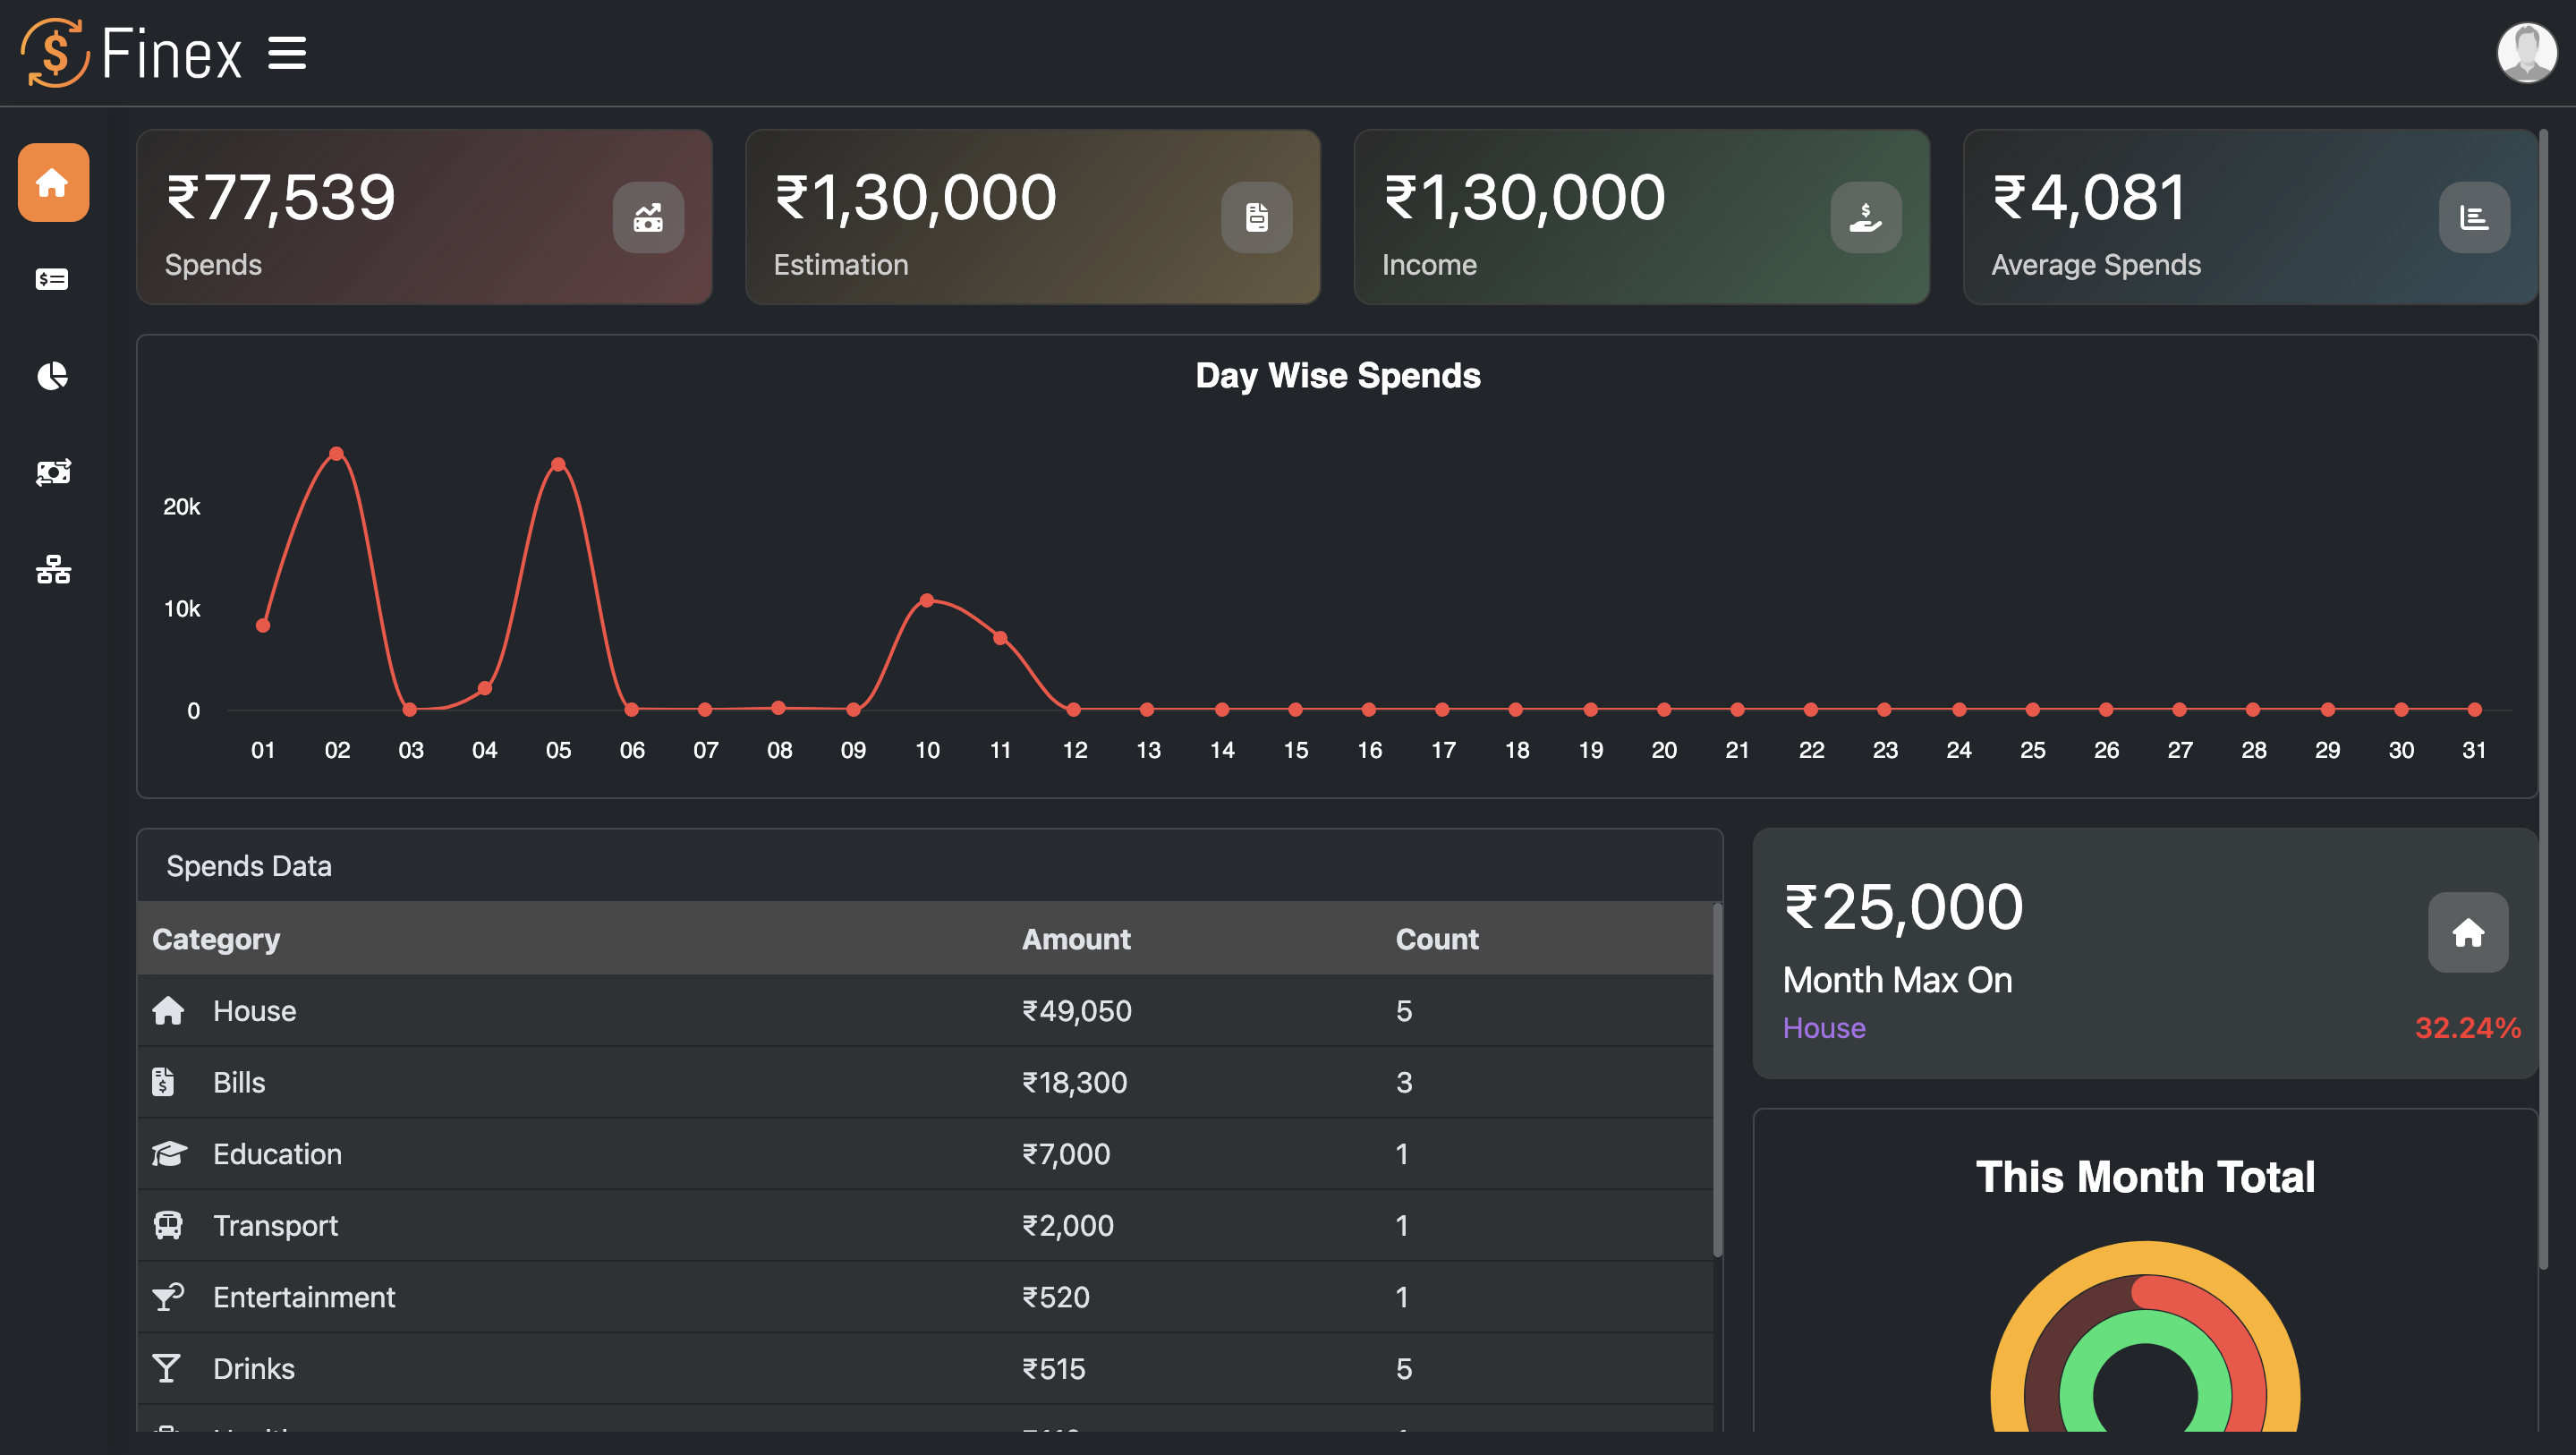 Finex
₹77,539
Spends
₹1,30,000
Estimation
₹1,30,000
Income
₹4,081
Average Spends
Day Wise Spends
20k
10k
0
01 02 03 04 05 06 07 08 09 10 11 12 13 14 15 16 17 18 19 20 21 22 23 24 25 26 27 28 29 30 31
Spends Data
Category Amount Count
House ₹49,050 5
Bills ₹18,300 3
Education ₹7,000 1
Transport ₹2,000 1
Entertainment ₹520 1
Drinks ₹515 5
₹25,000
Month Max On
House 32.24%
This Month Total